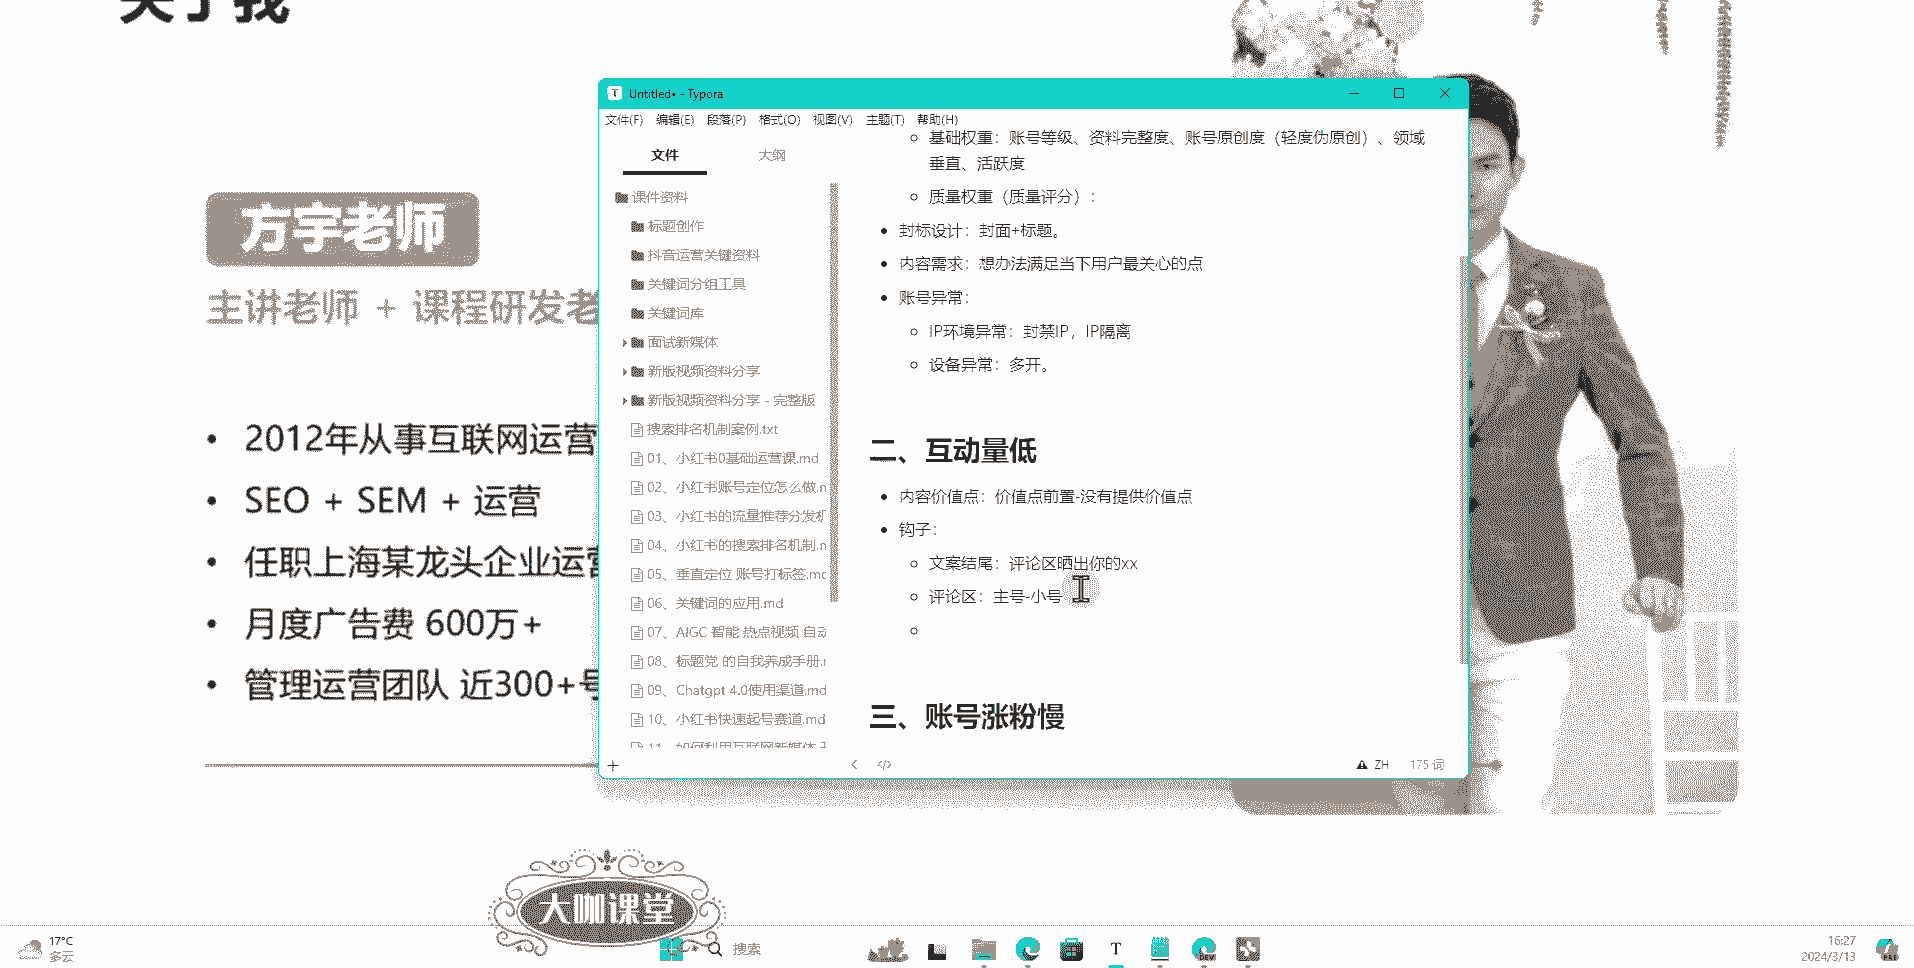 关于我
方宇老师
主讲老师 + 课程研发老
• 2012年从事互联网运营
• SEO + SEM + 运营
• 任职上海某龙头企业运营
• 月度广告费 600万+
• 管理运营团队 近300+号
Untitled• - Typora
文件(F) 编辑(E) 段落(P) 格式(O) 视图(V) 主题(T) 帮助(H)
文件 大纲
课件资料
标题创作
抖音运营关键资料
关键词分组工具
关键词库
面试新媒体
新版视频资料分享
新版视频资料分享 - 完整版
搜索排名机制案例.txt
01、小红书0基础运营课.md
02、小红书账号定位怎么做.n
03、小红书的流量推荐分发机
04、小红书的搜索排名机制.n
05、垂直定位 账号打标签.mc
06、关键词的应用.md
07、AIGC 智能 热点视频 自动
08、标题党 的自我养成手册.r
09、Chatgpt 4.0使用渠道.md
10、小红书快速起号赛道.md
11、如何利用互联网新媒体
基础权重：账号等级、资料完整度、账号原创度（轻度伪原创）、领域
垂直、活跃度
质量权重（质量评分）：
封标设计：封面+标题。
内容需求：想办法满足当下用户最关心的点
账号异常：
IP环境异常：封禁IP，IP隔离
设备异常：多开。
二、互动量低
内容价值点：价值点前置-没有提供价值点
钩子：
文案结尾：评论区晒出你的xx
评论区：主号-小号
三、账号涨粉慢
ZH 175 词
大咖课堂
17°C
多云
搜索
T
DEV
16:27
2024/3/13
PRE